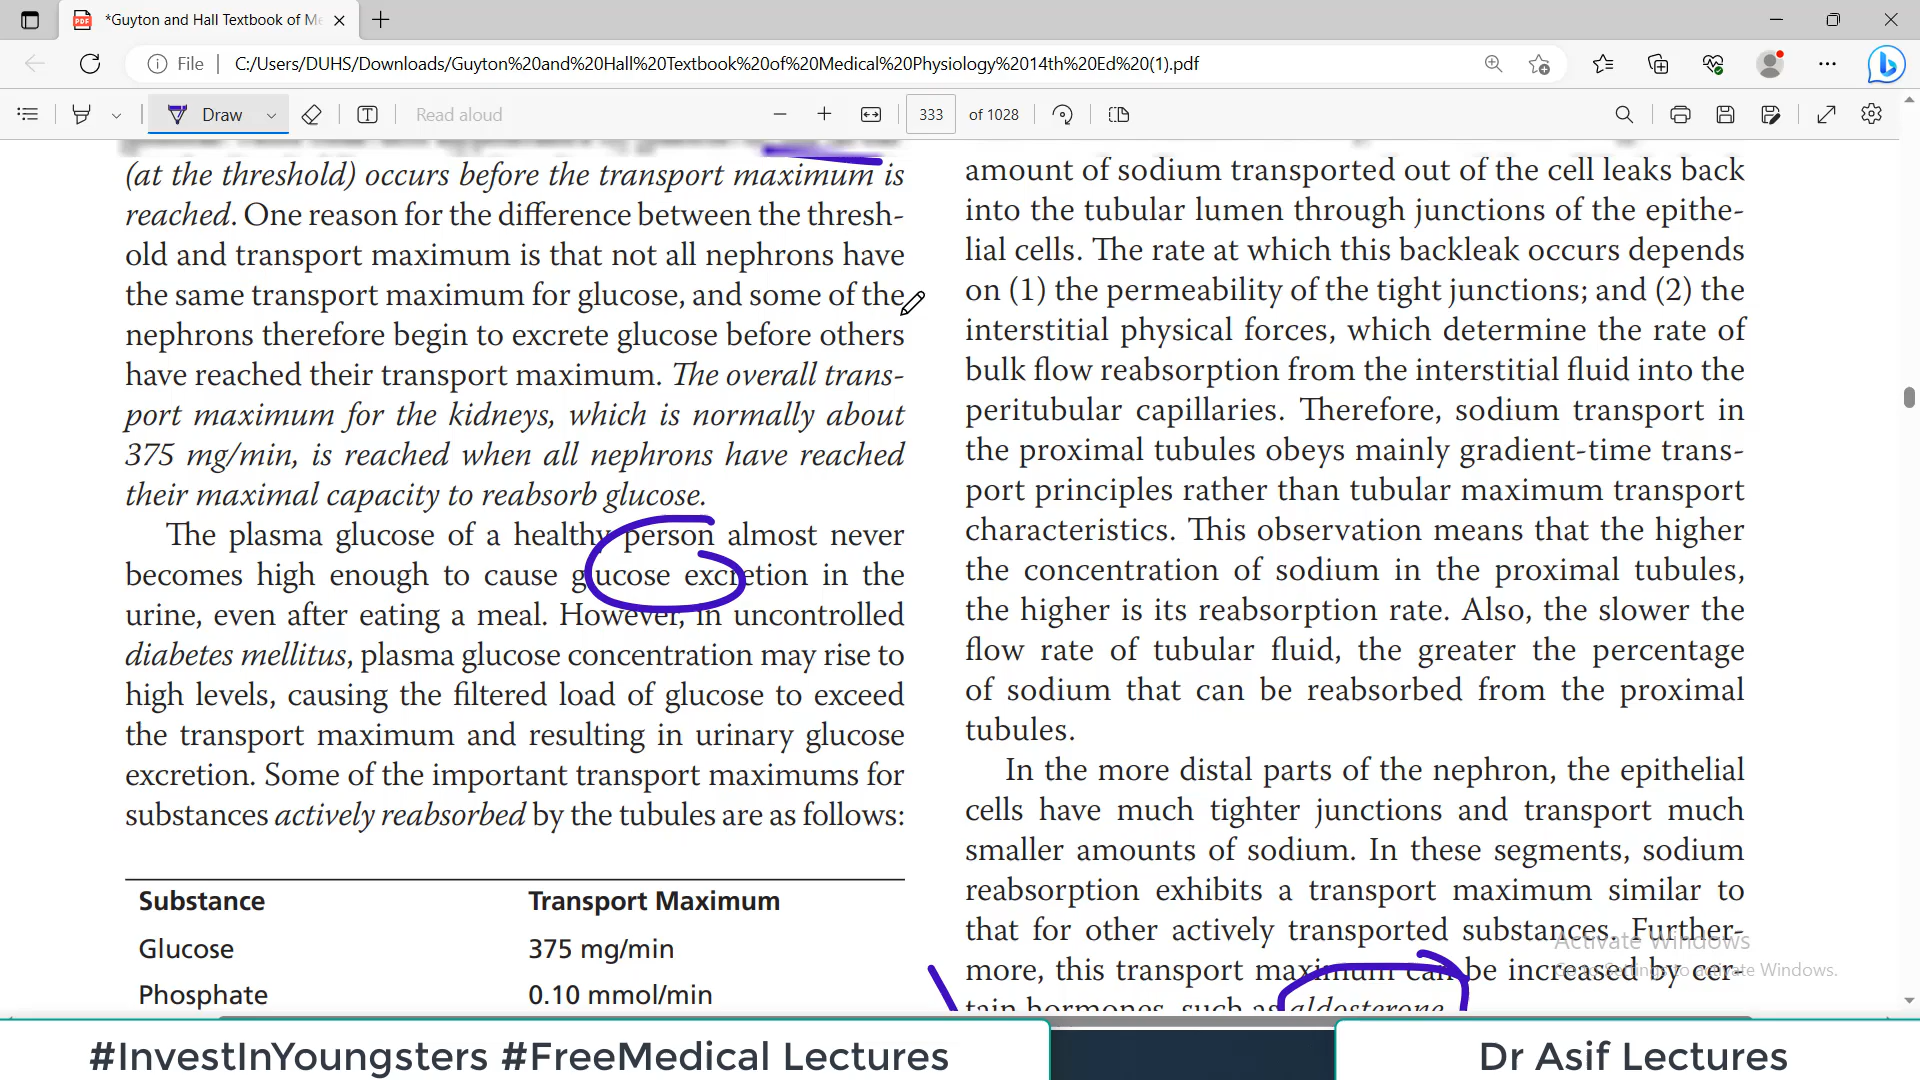 *Guyton and Hall Textbook of Me
File
C:/Users/DUHS/Downloads/Guyton%20and%20Hall%20Textbook%20of%20Medical%20Physiology%2014th%20Ed%20(1).pdf
Draw
Read aloud
333 of 1028
(at the threshold) occurs before the transport maximum is
reached. One reason for the difference between the thresh-
old and transport maximum is that not all nephrons have
the same transport maximum for glucose, and some of the
nephrons therefore begin to excrete glucose before others
have reached their transport maximum. The overall trans-
port maximum for the kidneys, which is normally about
375 mg/min, is reached when all nephrons have reached
their maximal capacity to reabsorb glucose.
The plasma glucose of a healthy person almost never
becomes high enough to cause glucose excretion in the
urine, even after eating a meal. However, in uncontrolled
diabetes mellitus, plasma glucose concentration may rise to
high levels, causing the filtered load of glucose to exceed
the transport maximum and resulting in urinary glucose
excretion. Some of the important transport maximums for
substances actively reabsorbed by the tubules are as follows:
Substance Transport Maximum
Glucose 375 mg/min
Phosphate 0.10 mmol/min
amount of sodium transported out of the cell leaks back
into the tubular lumen through junctions of the epithe-
lial cells. The rate at which this backleak occurs depends
on (1) the permeability of the tight junctions; and (2) the
interstitial physical forces, which determine the rate of
bulk flow reabsorption from the interstitial fluid into the
peritubular capillaries. Therefore, sodium transport in
the proximal tubules obeys mainly gradient-time trans-
port principles rather than tubular maximum transport
characteristics. This observation means that the higher
the concentration of sodium in the proximal tubules,
the higher is its reabsorption rate. Also, the slower the
flow rate of tubular fluid, the greater the percentage
of sodium that can be reabsorbed from the proximal
tubules.
In the more distal parts of the nephron, the epithelial
cells have much tighter junctions and transport much
smaller amounts of sodium. In these segments, sodium
reabsorption exhibits a transport maximum similar to
that for other actively transported substances. Further-
more, this transport maximum can be increased by cer-
tain hormones, such as aldosterone
Activate Windows
Go to Settings to activate Windows.
#InvestInYoungsters #FreeMedical Lectures
Dr Asif Lectures